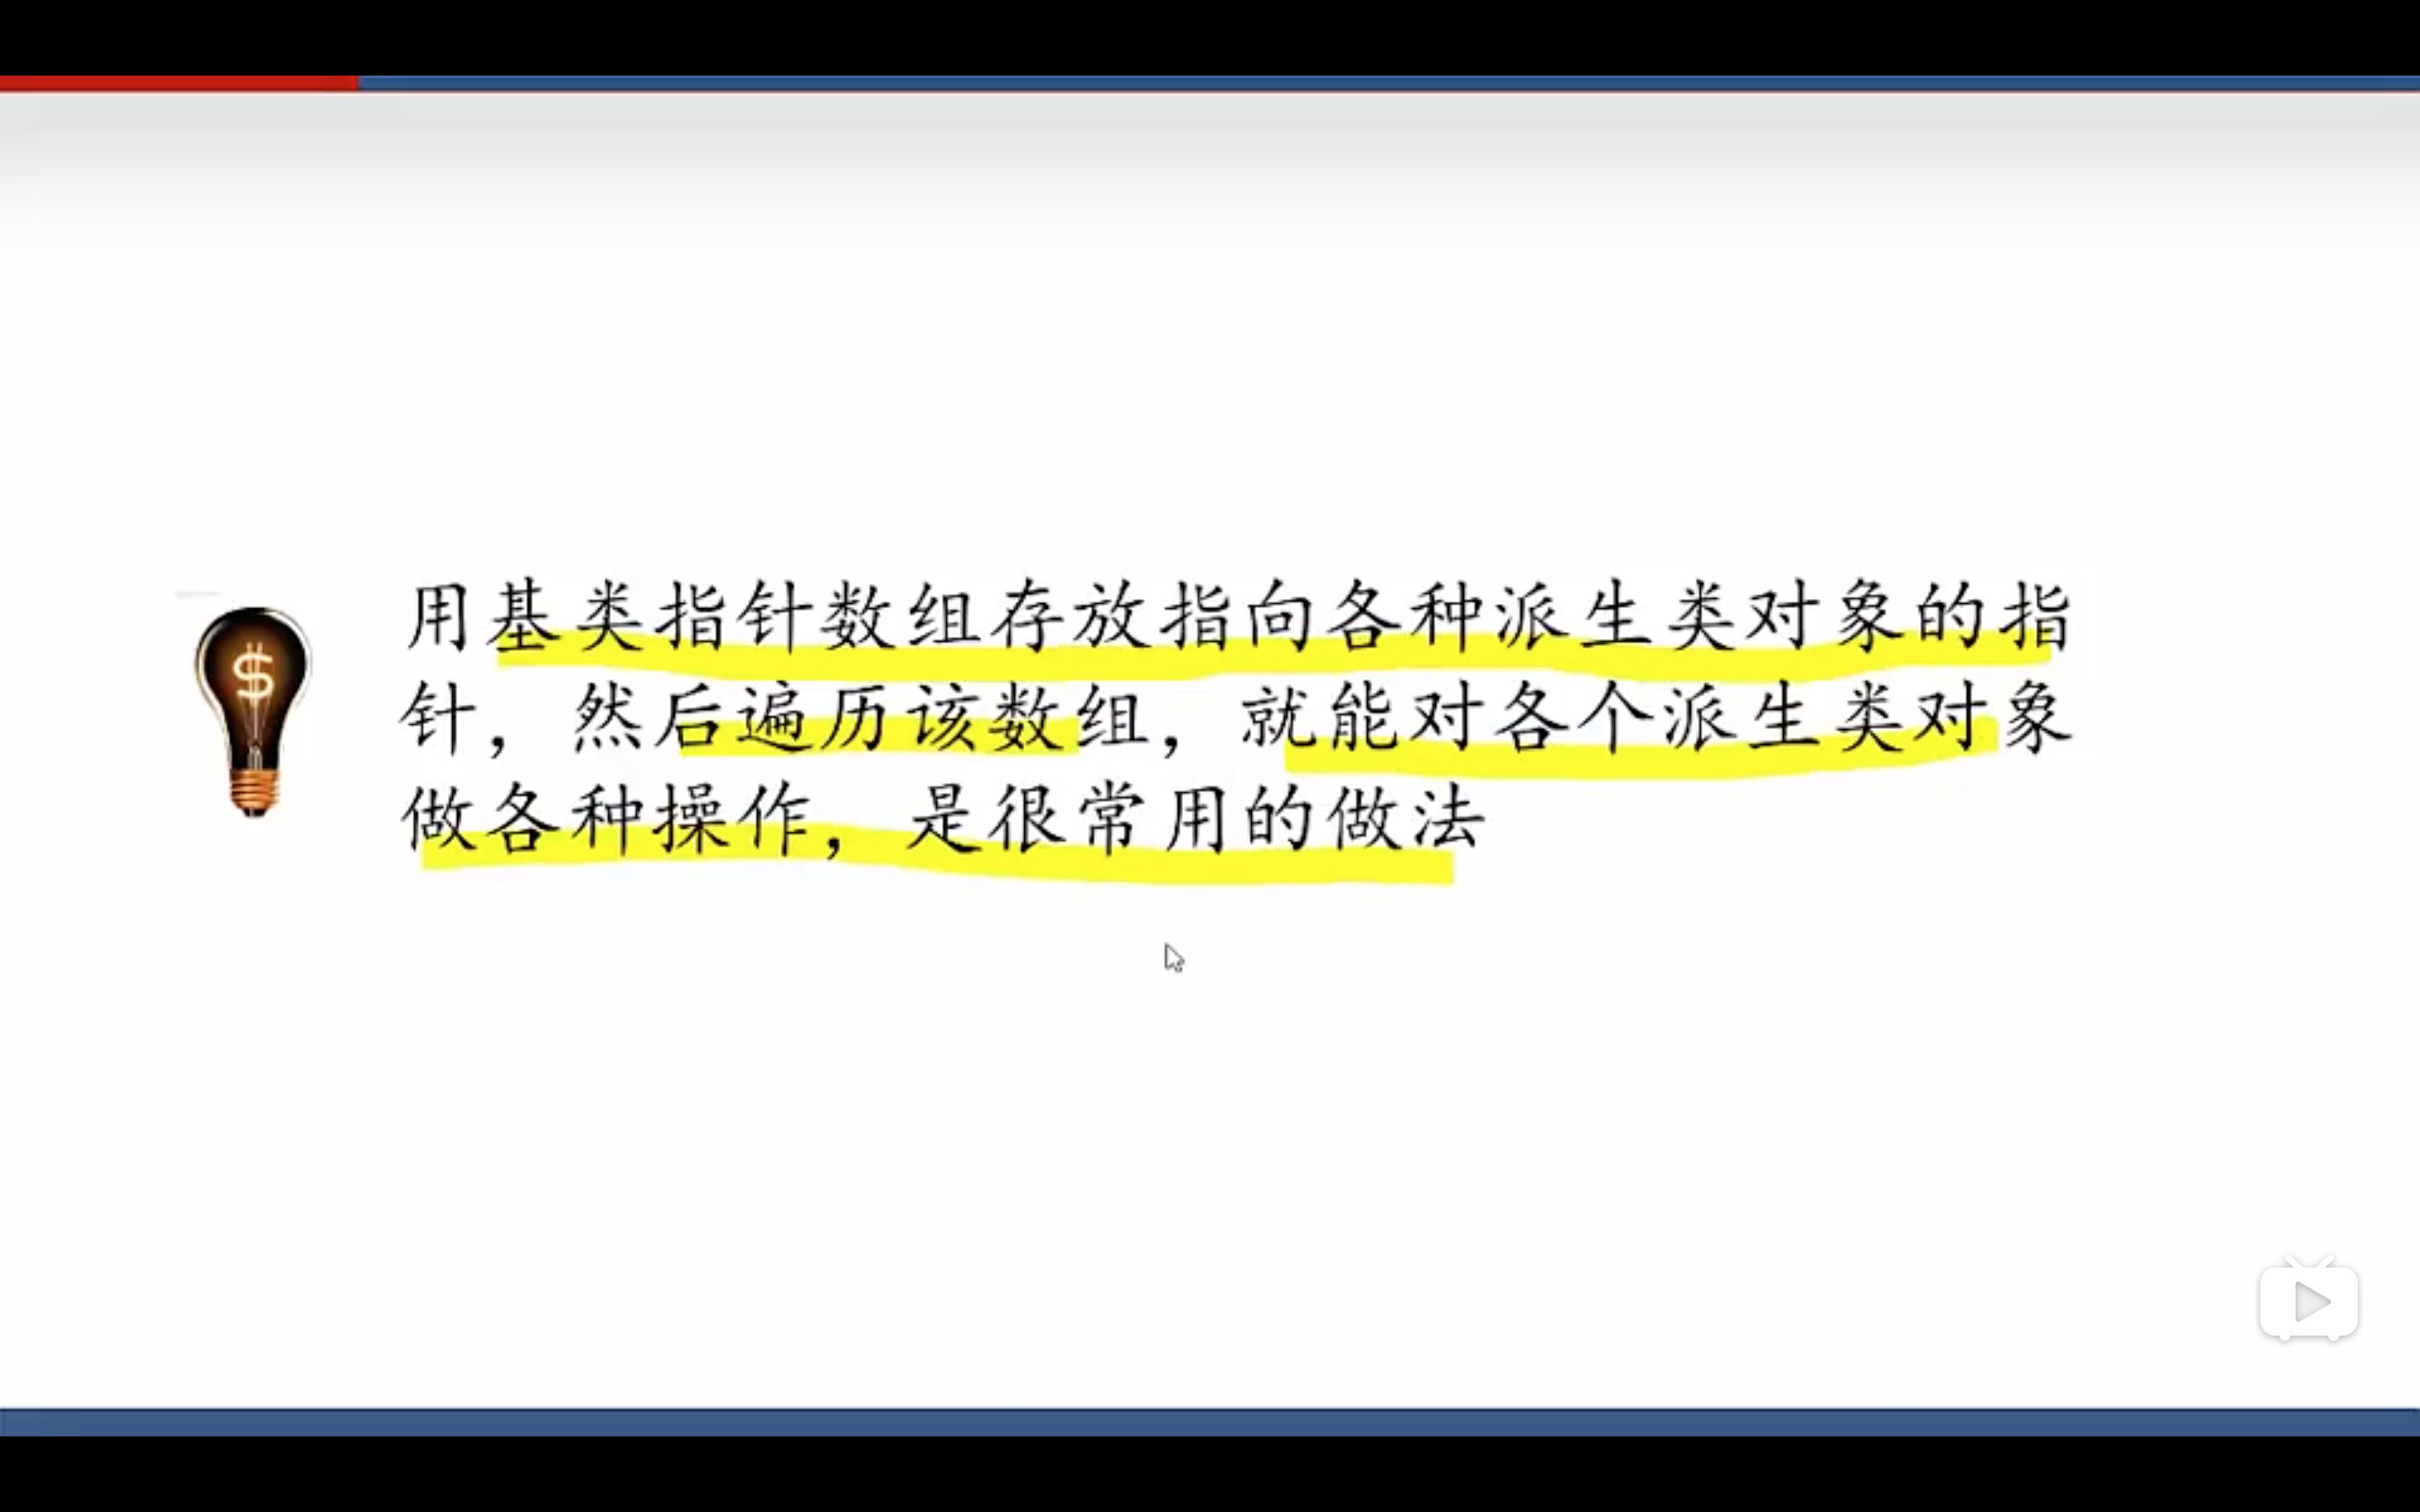 用基类指针数组存放指向各种派生类对象的指
针，然后遍历该数组，就能对各个派生类对象
做各种操作，是很常用的做法
$